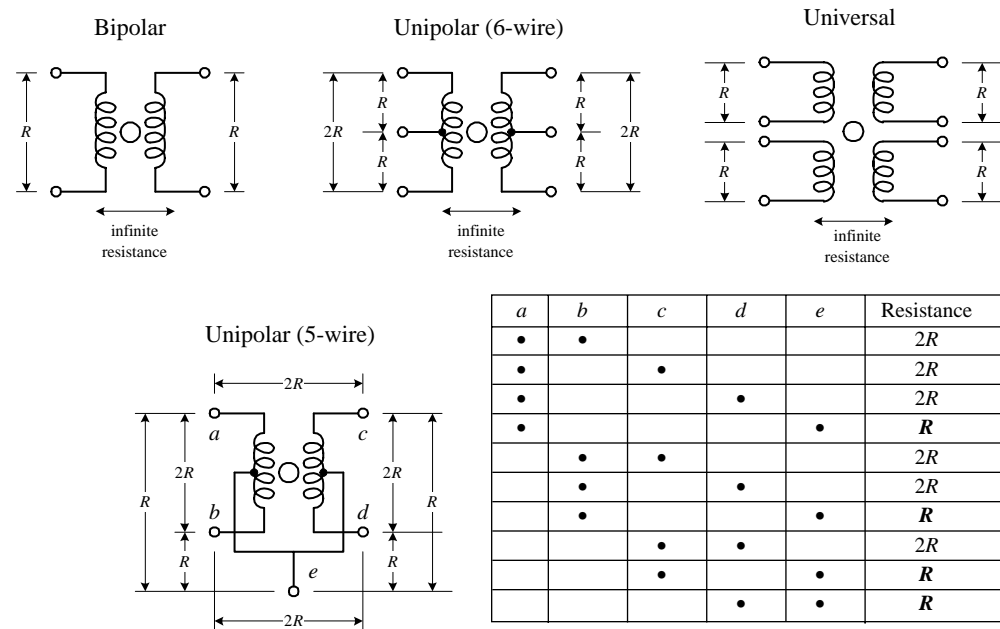 Bipolar
R
R
infinite
resistance
Unipolar (6-wire)
2R
R
R
R
R
2R
infinite
resistance
Universal
R
R
R
R
infinite
resistance
Unipolar (5-wire)
2R
a
c
R
2R
2R
R
b
d
R
R
e
2R
a b c d e Resistance
• • 2R
• • 2R
• • 2R
• • R
• • 2R
• • 2R
• • R
• • 2R
• • R
• • R